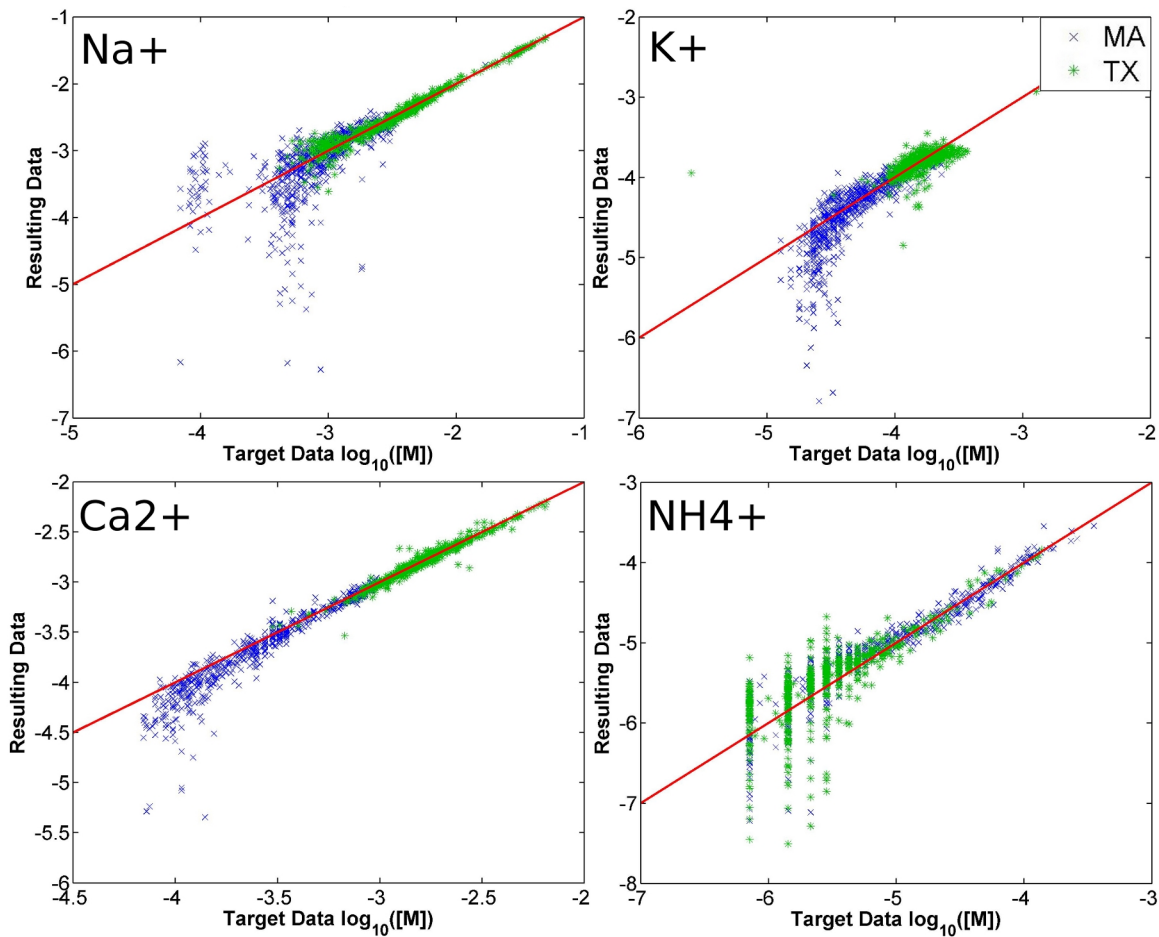 Na+
-1
-2
-3
-4
-5
-6
-7
Resulting Data
-5 -4 -3 -2 -1
Target Data log10([M])
K+
MA
TX
-2
-3
-4
-5
-6
-7
Resulting Data
-6 -5 -4 -3 -2
Target Data log10([M])
Ca2+
-2
-2.5
-3
-3.5
-4
-4.5
-5
-5.5
-6
Resulting Data
-4.5 -4 -3.5 -3 -2.5 -2
Target Data log10([M])
NH4+
-3
-4
-5
-6
-7
-8
Resulting Data
-7 -6 -5 -4 -3
Target Data log10([M])